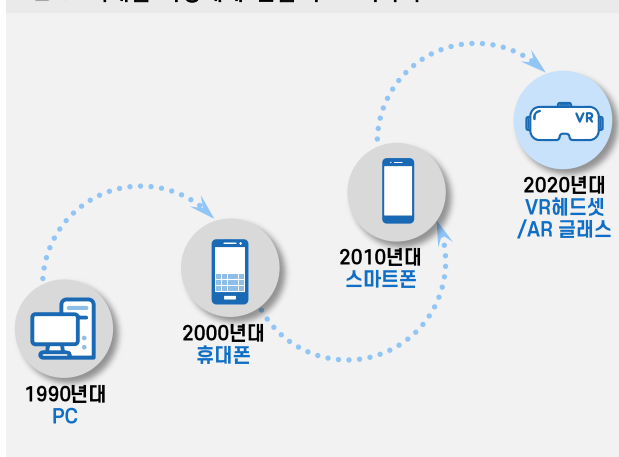 1990년대
PC
2000년대
휴대폰
2010년대
스마트폰
VR
2020년대
VR헤드셋
/AR 글래스